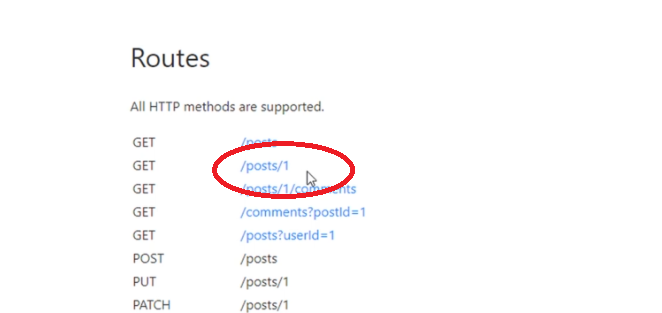 Routes
All HTTP methods are supported.
GET /posts
GET /posts/1
GET /posts/1/comments
GET /comments?postId=1
GET /posts?userId=1
POST /posts
PUT /posts/1
PATCH /posts/1